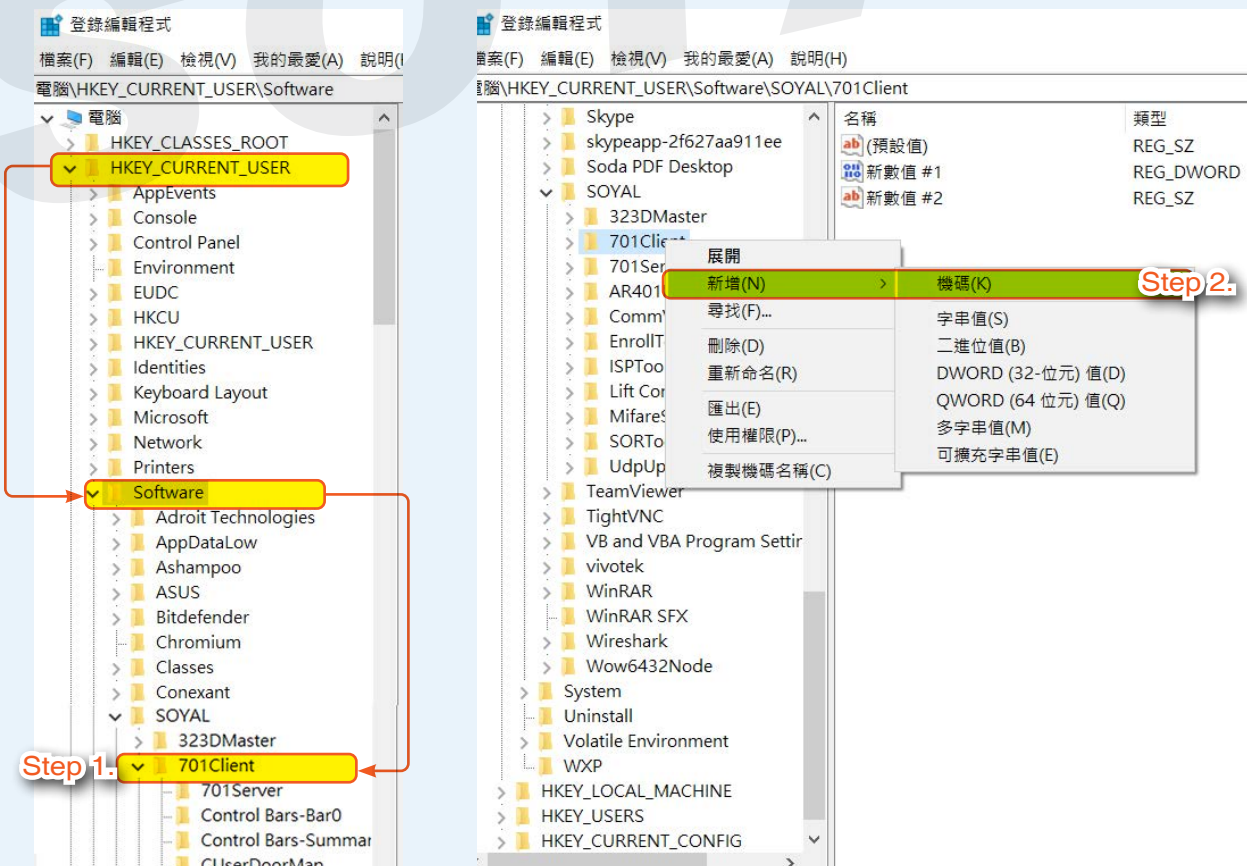 登錄編輯程式
檔案(F) 編輯(E) 檢視(V) 我的最愛(A) 說明(
電腦\HKEY_CURRENT_USER\Software
電腦
HKEY_CLASSES_ROOT
HKEY_CURRENT_USER
AppEvents
Console
Control Panel
Environment
EUDC
HKCU
HKEY_CURRENT_USER
Identities
Keyboard Layout
Microsoft
Network
Printers
Software
Adroit Technologies
AppDataLow
Ashampoo
ASUS
Bitdefender
Chromium
Classes
Conexant
SOYAL
323DMaster
Step 1.
701Client
701Server
Control Bars-Bar0
Control Bars-Summar
CUserDoorMap
登錄編輯程式
檔案(F) 編輯(E) 檢視(V) 我的最愛(A) 說明(H)
電腦\HKEY_CURRENT_USER\Software\SOYAL\701Client
Skype
skypeapp-2f627aa911ee
Soda PDF Desktop
SOYAL
323DMaster
701Clie
701Ser
AR401
Comm
EnrollT
ISPToo
Lift Cor
MifareS
SORTo
UdpUp
TeamViewer
TightVNC
VB and VBA Program Settir
vivotek
WinRAR
WinRAR SFX
Wireshark
Wow6432Node
System
Uninstall
Volatile Environment
WXP
HKEY_LOCAL_MACHINE
HKEY_USERS
HKEY_CURRENT_CONFIG
名稱 類型
(預設值) REG_SZ
新數值 #1 REG_DWORD
新數值 #2 REG_SZ
展開
新增(N)
尋找(F)...
刪除(D)
重新命名(R)
匯出(E)
使用權限(P)...
複製機碼名稱(C)
機碼(K)
Step 2.
字串值(S)
二進位值(B)
DWORD (32-位元) 值(D)
QWORD (64 位元) 值(Q)
多字串值(M)
可擴充字串值(E)